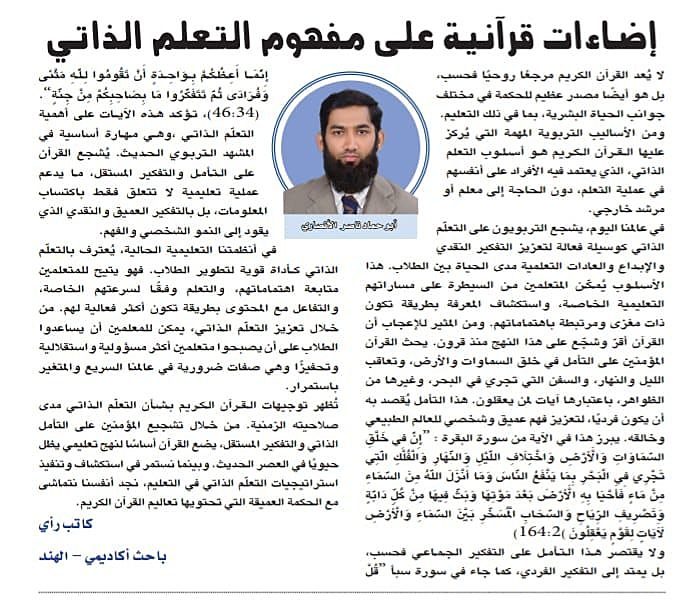 إضاءات قرآنية على مفهوم التعلم الذاتي
لا يُعد القرآن الكريم مرجعًا روحيًا فحسب،
بل هو أيضًا مصدر عظيم للحكمة في مختلف
جوانب الحياة البشرية، بما في ذلك التعليم.
ومن الأساليب التربوية المهمة التي يُركز
عليها القرآن الكريم هو أسلوب التعلم
الذاتي، الذي يعتمد فيه الأفراد على أنفسهم
في عملية التعلم، دون الحاجة إلى معلم أو
مرشد خارجي.
في عالمنا اليوم، يشجع التربويون على التعلّم
الذاتي كوسيلة فعالة لتعزيز التفكير النقدي
والإبداع والعادات التعلمية مدى الحياة بين الطلاب. هذا
الأسلوب يُمكّن المتعلمين من السيطرة على مساراتهم
التعليمية الخاصة، واستكشاف المعرفة بطريقة تكون
ذات مغزى ومرتبطة باهتماماتهم. ومن المثير للإعجاب أن
القرآن أقرّ وشجّع على هذا النهج منذ قرون. يحث القرآن
المؤمنين على التأمل في خلق السماوات والأرض، وتعاقب
الليل والنهار، والسفن التي تجري في البحر، وغيرها من
الظواهر، باعتبارها آيات لمن يعقلون. هذا التأمل يُقصد به
أن يكون فرديًا، لتعزيز فهم عميق وشخصي للعالم الطبيعي
وخالقه. يبرز هذا في الآية من سورة البقرة : "إِنَّ فِي خَلْقِ
السَّمَاوَاتِ وَالْأَرْضِ وَاخْتِلَافِ اللَّيْلِ وَالنَّهَارِ وَالْفُلْكِ الَّتِي
تَجْرِي فِي الْبَحْرِ بِمَا يَنْفَعُ النَّاسَ وَمَا أَنْزَلَ اللَّهُ مِنَ السَّمَاءِ
مِنْ مَاءٍ فَأَحْيَا بِهِ الْأَرْضَ بَعْدَ مَوْتِهَا وَبَثَّ فِيهَا مِنْ كُلِّ دَابَّةٍ
وَتَصْرِيفِ الرِّيَاحِ وَالسَّحَابِ الْمُسَخَّرِ بَيْنَ السَّمَاءِ وَالْأَرْضِ
لَآيَاتٍ لِقَوْمٍ يَعْقِلُونَ )164:2)
ولا يقتصر هذا التأمل على التفكير الجماعي فحسب،
بل يمتد إلى التفكير الفردي، كما جاء في سورة سبأ "قُلْ
إِنَّمَا أَعِظُكُمْ بِوَاحِدَةٍ أَنْ تَقُومُوا لِلَّهِ مَثْنَى
وَفُرَادَى ثُمَّ تَتَفَكَّرُوا مَا بِصَاحِبِكُمْ مِنْ جِنَّةٍ".
(46:34)، تؤكد هذه الآيات على أهمية
التعلّم الذاتي ،وهي مهارة أساسية في
المشهد التربوي الحديث. يُشجع القرآن
على التأمل والتفكير المستقل، ما يدعم
عملية تعليمية لا تتعلق فقط باكتساب
المعلومات، بل بالتفكير العميق والنقدي الذي
يقود إلى النمو الشخصي والفهم.
في أنظمتنا التعليمية الحالية، يُعترف بالتعلّم
الذاتي كأداة قوية لتطوير الطلاب. فهو يتيح للمتعلمين
متابعة اهتماماتهم، والتعلم وفقًا لسرعتهم الخاصة،
والتفاعل مع المحتوى بطريقة تكون أكثر فعالية لهم. من
خلال تعزيز التعلّم الذاتي، يمكن للمعلمين أن يساعدوا
الطلاب على أن يصبحوا متعلمين أكثر مسؤولية واستقلالية
وتحفيزًا وهي صفات ضرورية في عالمنا السريع والمتغير
باستمرار.
تُظهر توجيهات القرآن الكريم بشأن التعلّم الذاتي مدى
صلاحيته الزمنية. من خلال تشجيع المؤمنين على التأمل
الذاتي والتفكير المستقل، يضع القرآن أساسًا لنهج تعليمي يظل
حيويًا في العصر الحديث. وبينما نستمر في استكشاف وتنفيذ
استراتيجيات التعلّم الذاتي في التعليم، نجد أنفسنا نتماشى
مع الحكمة العميقة التي تحتويها تعاليم القرآن الكريم.
كاتب رأي
باحث أكاديمي – الهند
أبو حماد ناصر الأنصاري